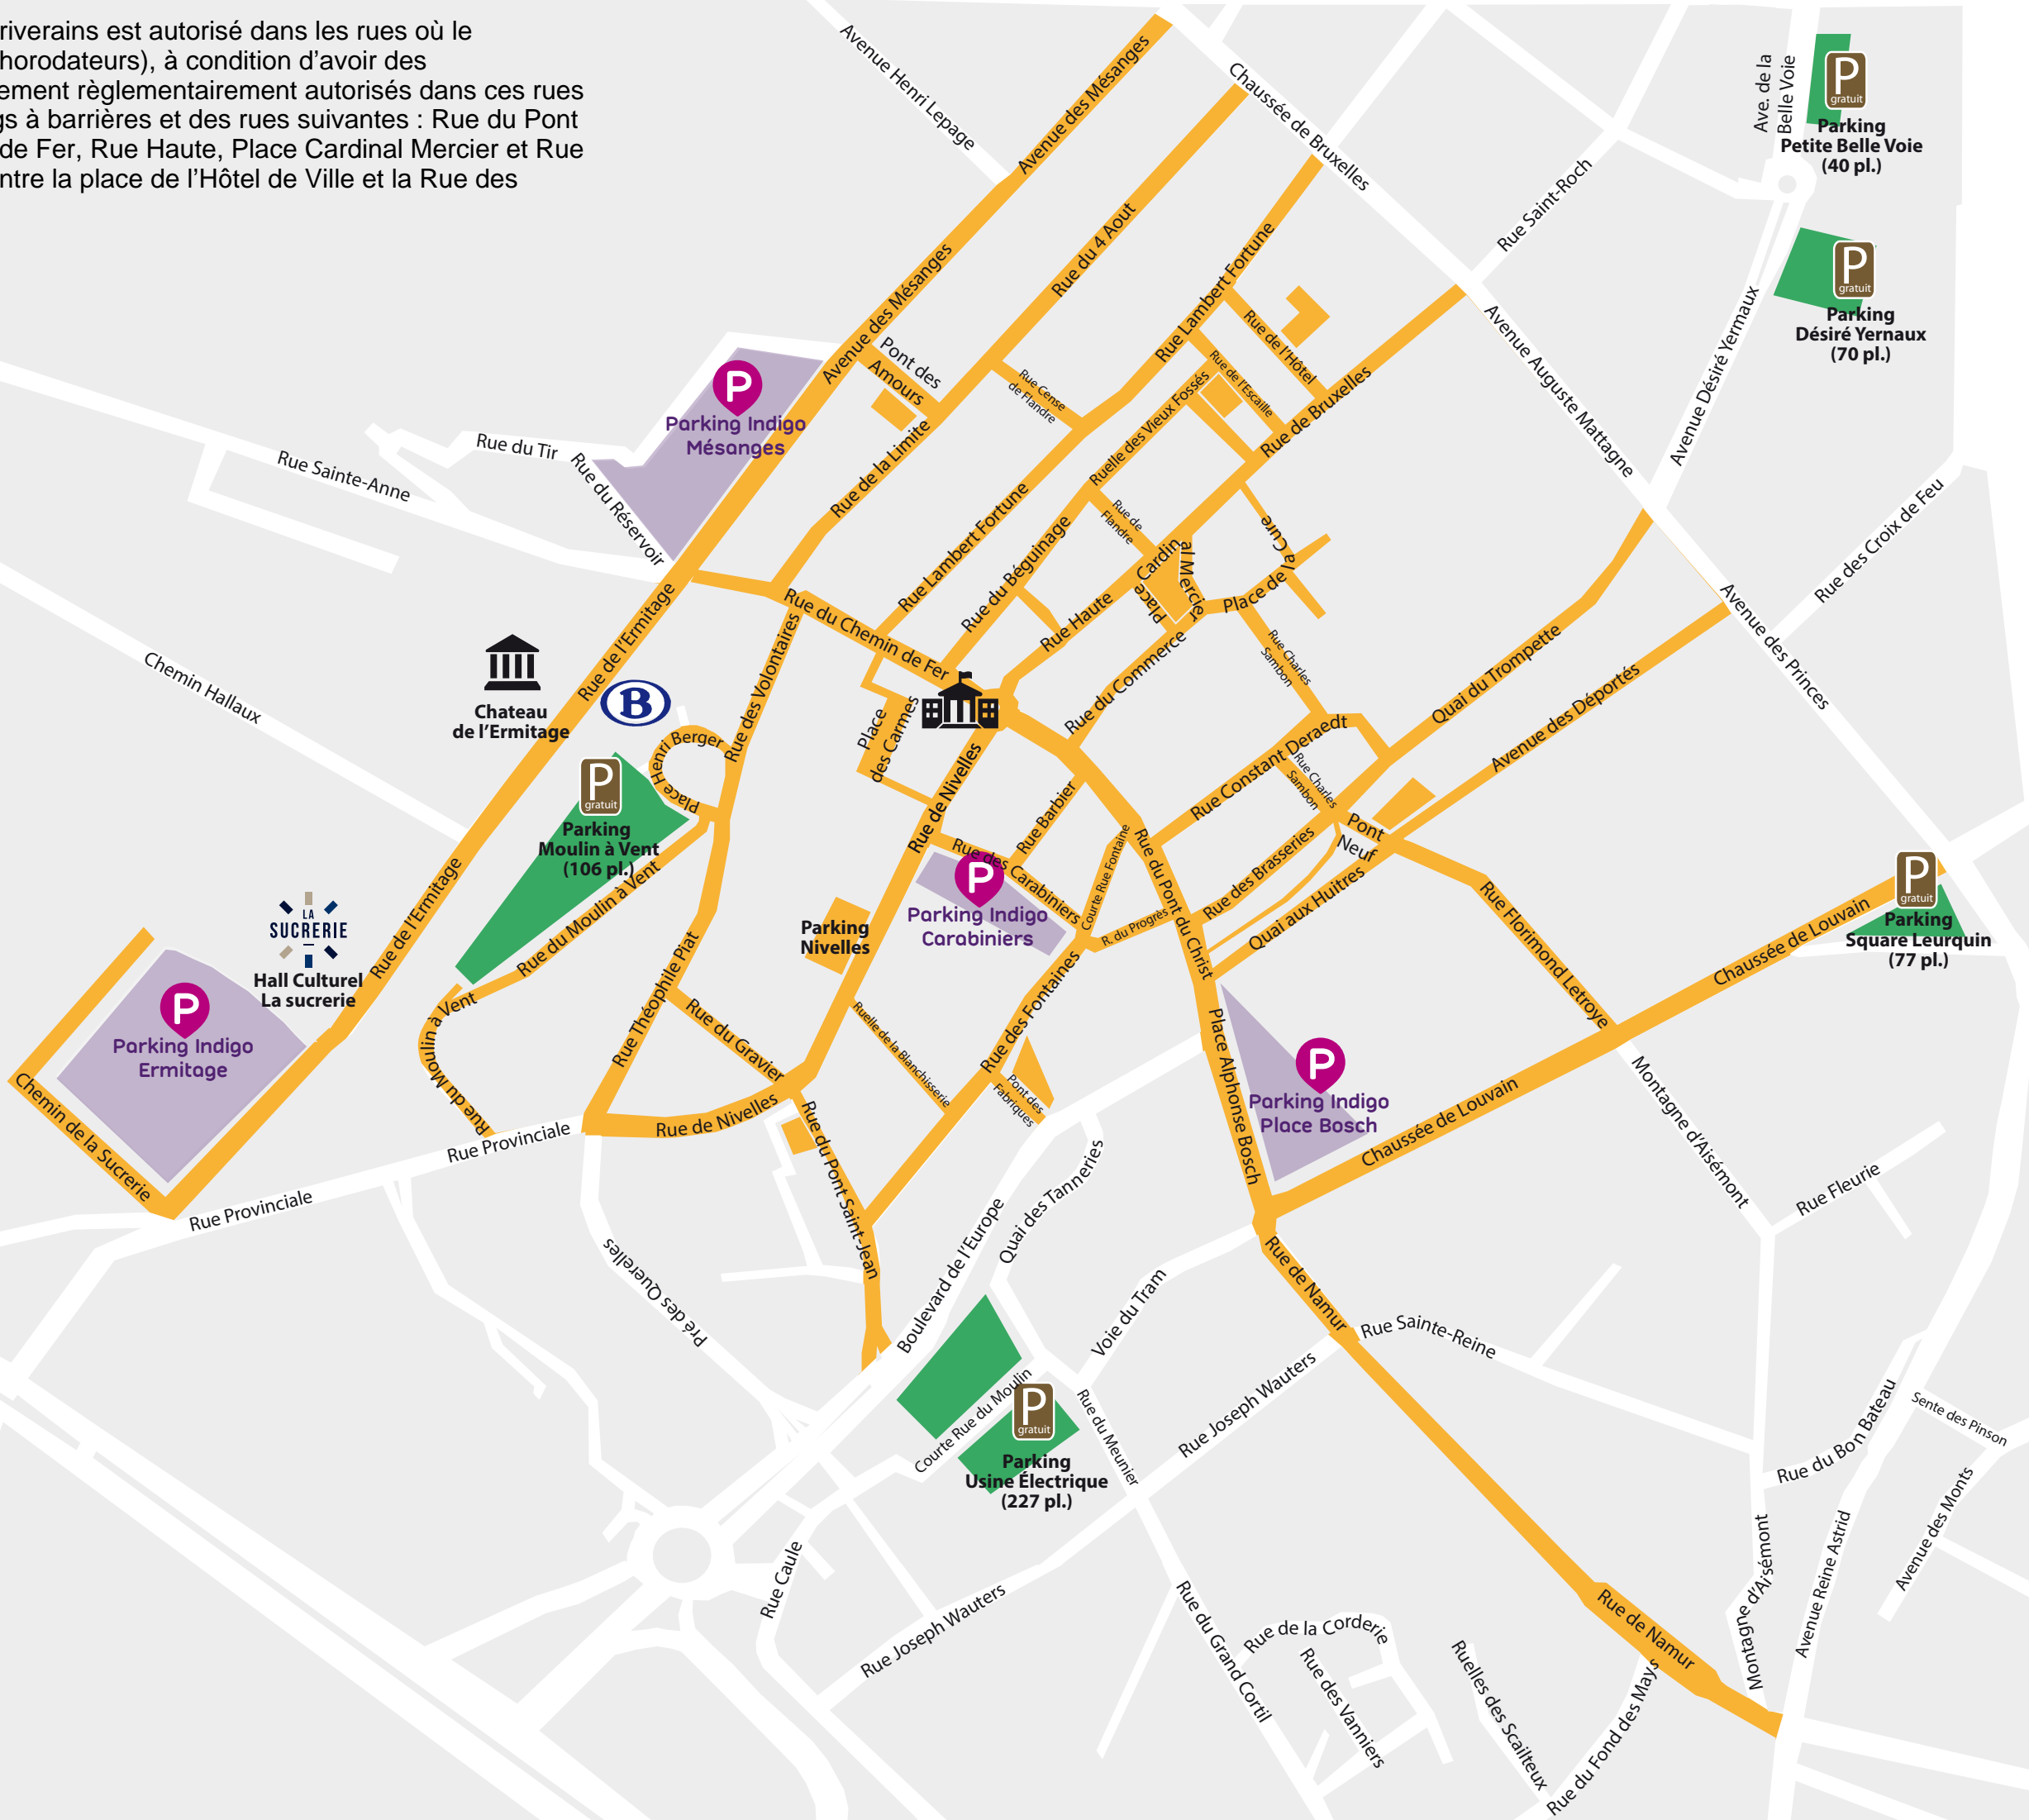 riverains est autorisé dans les rues où le
horodateurs), à condition d’avoir des
ement règlementairement autorisés dans ces rues
gs à barrières et des rues suivantes : Rue du Pont
de Fer, Rue Haute, Place Cardinal Mercier et Rue
ntre la place de l’Hôtel de Ville et la Rue des
Avenue Henri Lepage
Avenue des Mésanges
Chaussée de Bruxelles
Ave. de la
Belle Voie
P
gratuit
Parking
Petite Belle Voie
(40 pl.)
Rue Saint-Roch
Rue du 4 Aout
Avenue des Mésanges
Rue Lambert Fortune
P
gratuit
Parking
Désiré Yernaux
(70 pl.)
Avenue Désiré Yermaux
Avenue Auguste Mattagne
Rue de l’Hôtel
Rue de l’Escaille
Rue de Bruxelles
Pont des
Amours
Rue Cense
de Flandre
Ruelle des Vieux Fossés
P
Parking Indigo
Mésanges
Rue du Tir
Rue Sainte-Anne
Rue du Réservoir
Rue de la Limite
Rue Lambert Fortune
Rue du Béguinage
Rue de
Flandre
Place Cardin
al Mercier
Place de
la Cure
Rue Haute
Rue des Croix de Feu
Avenue des Princes
Rue du Chemin de Fer
Rue de l’Ermitage
Rue des Volontaires
Chemin Hallaux
Chateau
de l’Ermitage
B
Place Henri Berger
Place
des Carmes
Rue du Commerce
Rue Charles
Sambon
Quai du Trompette
Avenue des Déportés
Rue Constant Deraedt
Rue Charles
Sambon
Pont
Neuf
P
gratuit
Parking
Moulin à Vent
(106 pl.)
Rue de Nivelles
Rue Barbier
Rue des Carabiniers
Courte Rue Fontaine
Rue du Pont du Christ
Rue des Brasseries
R. du Progrès
Quai aux Huitres
P
Parking Indigo
Carabiniers
Parking
Nivelles
Rue Florimond Letroye
P
gratuit
Parking
Square Leurquin
(77 pl.)
Chaussée de Louvain
LA
SUCRERIE
Hall Culturel
La sucrerie
Rue de l’Ermitage
Rue du Moulin à Vent
Rue du Moulin à Vent
Rue Théophile Piat
Rue du Gravier
Ruelle de la Blanchisserie
Rue des Fontaines
Pont des
Fabriques
Place Alphonse Bosch
P
Parking Indigo
Place Bosch
P
Parking Indigo
Ermitage
Chemin de la Sucrerie
Rue Provinciale
Rue Provinciale
Rue de Nivelles
Rue du Pont Saint-Jean
Chaussée de Louvain
Montagne d’Aisémont
Rue Fleurie
Pré des Querelles
Boulevard de l’Europe
Quai des Tanneries
Voie du Tram
Rue de Namur
Rue Sainte-Reine
Rue Joseph Wauters
Courte Rue du Moulin
Rue du Meunier
P
gratuit
Parking
Usine Électrique
(227 pl.)
Rue du Bon Bateau
Sente des Pinson
Avenue des Monts
Avenue Reine Astrid
Montagne d’Aisémont
Rue Caule
Rue Joseph Wauters
Rue du Grand Cortil
Rue de la Corderie
Rue des Vanniers
Ruelles des Scailteux
Rue du Fond des Mays
Rue de Namur